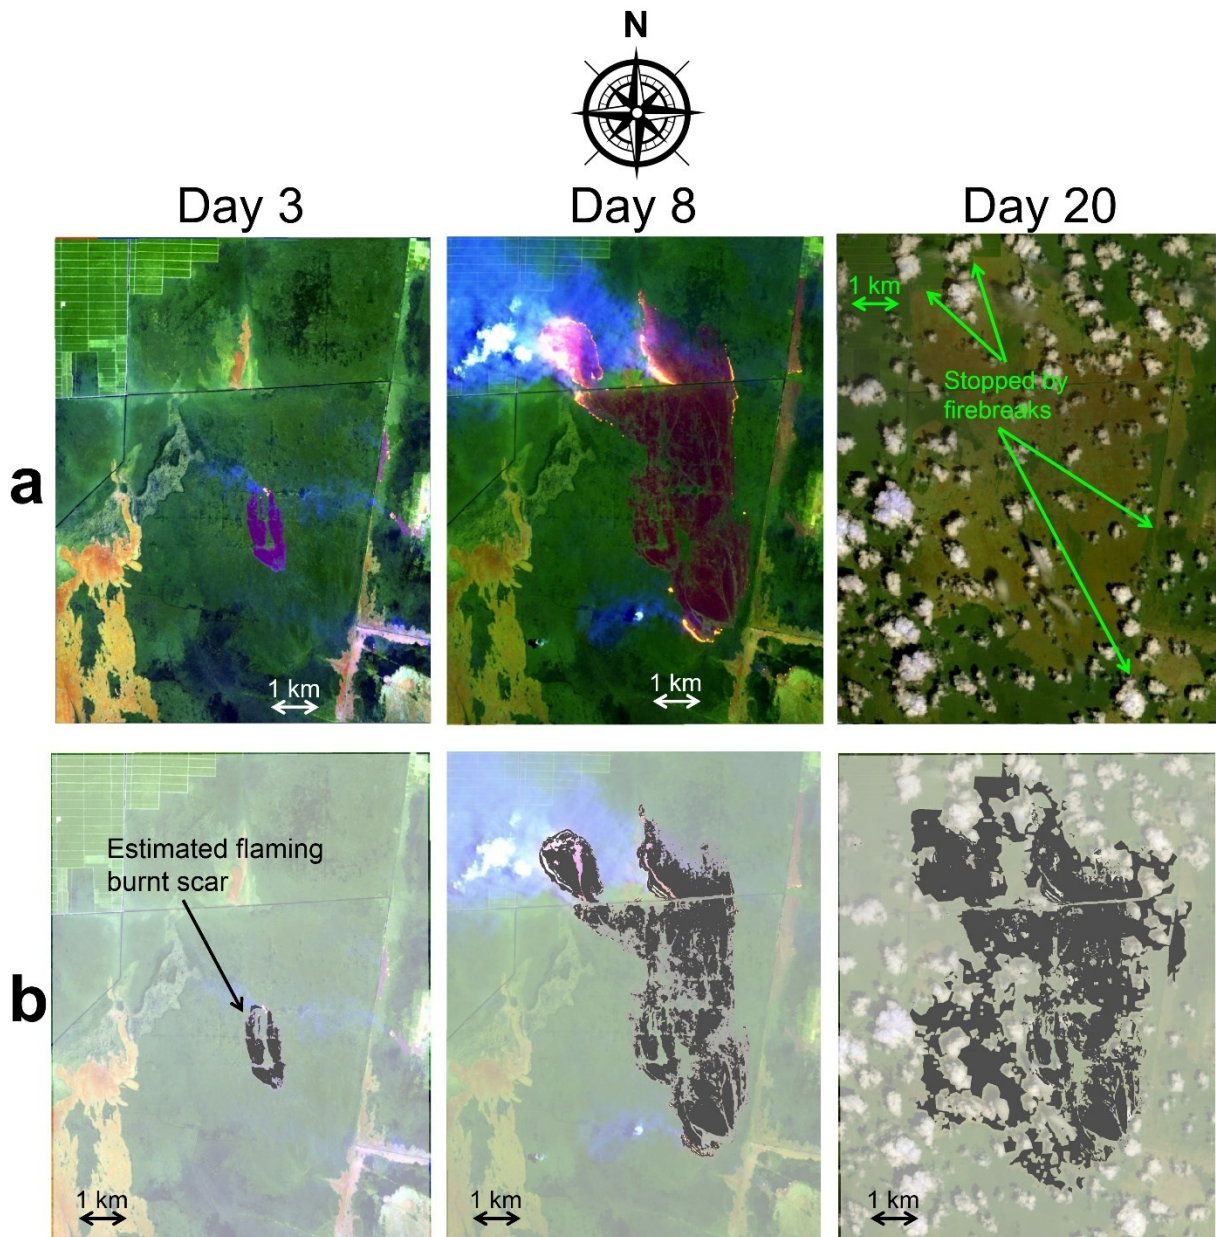 N
Day 3
Day 8
Day 20
a
1 km
1 km
1 km
Stopped by
firebreaks
b
Estimated flaming
burnt scar
1 km
1 km
1 km